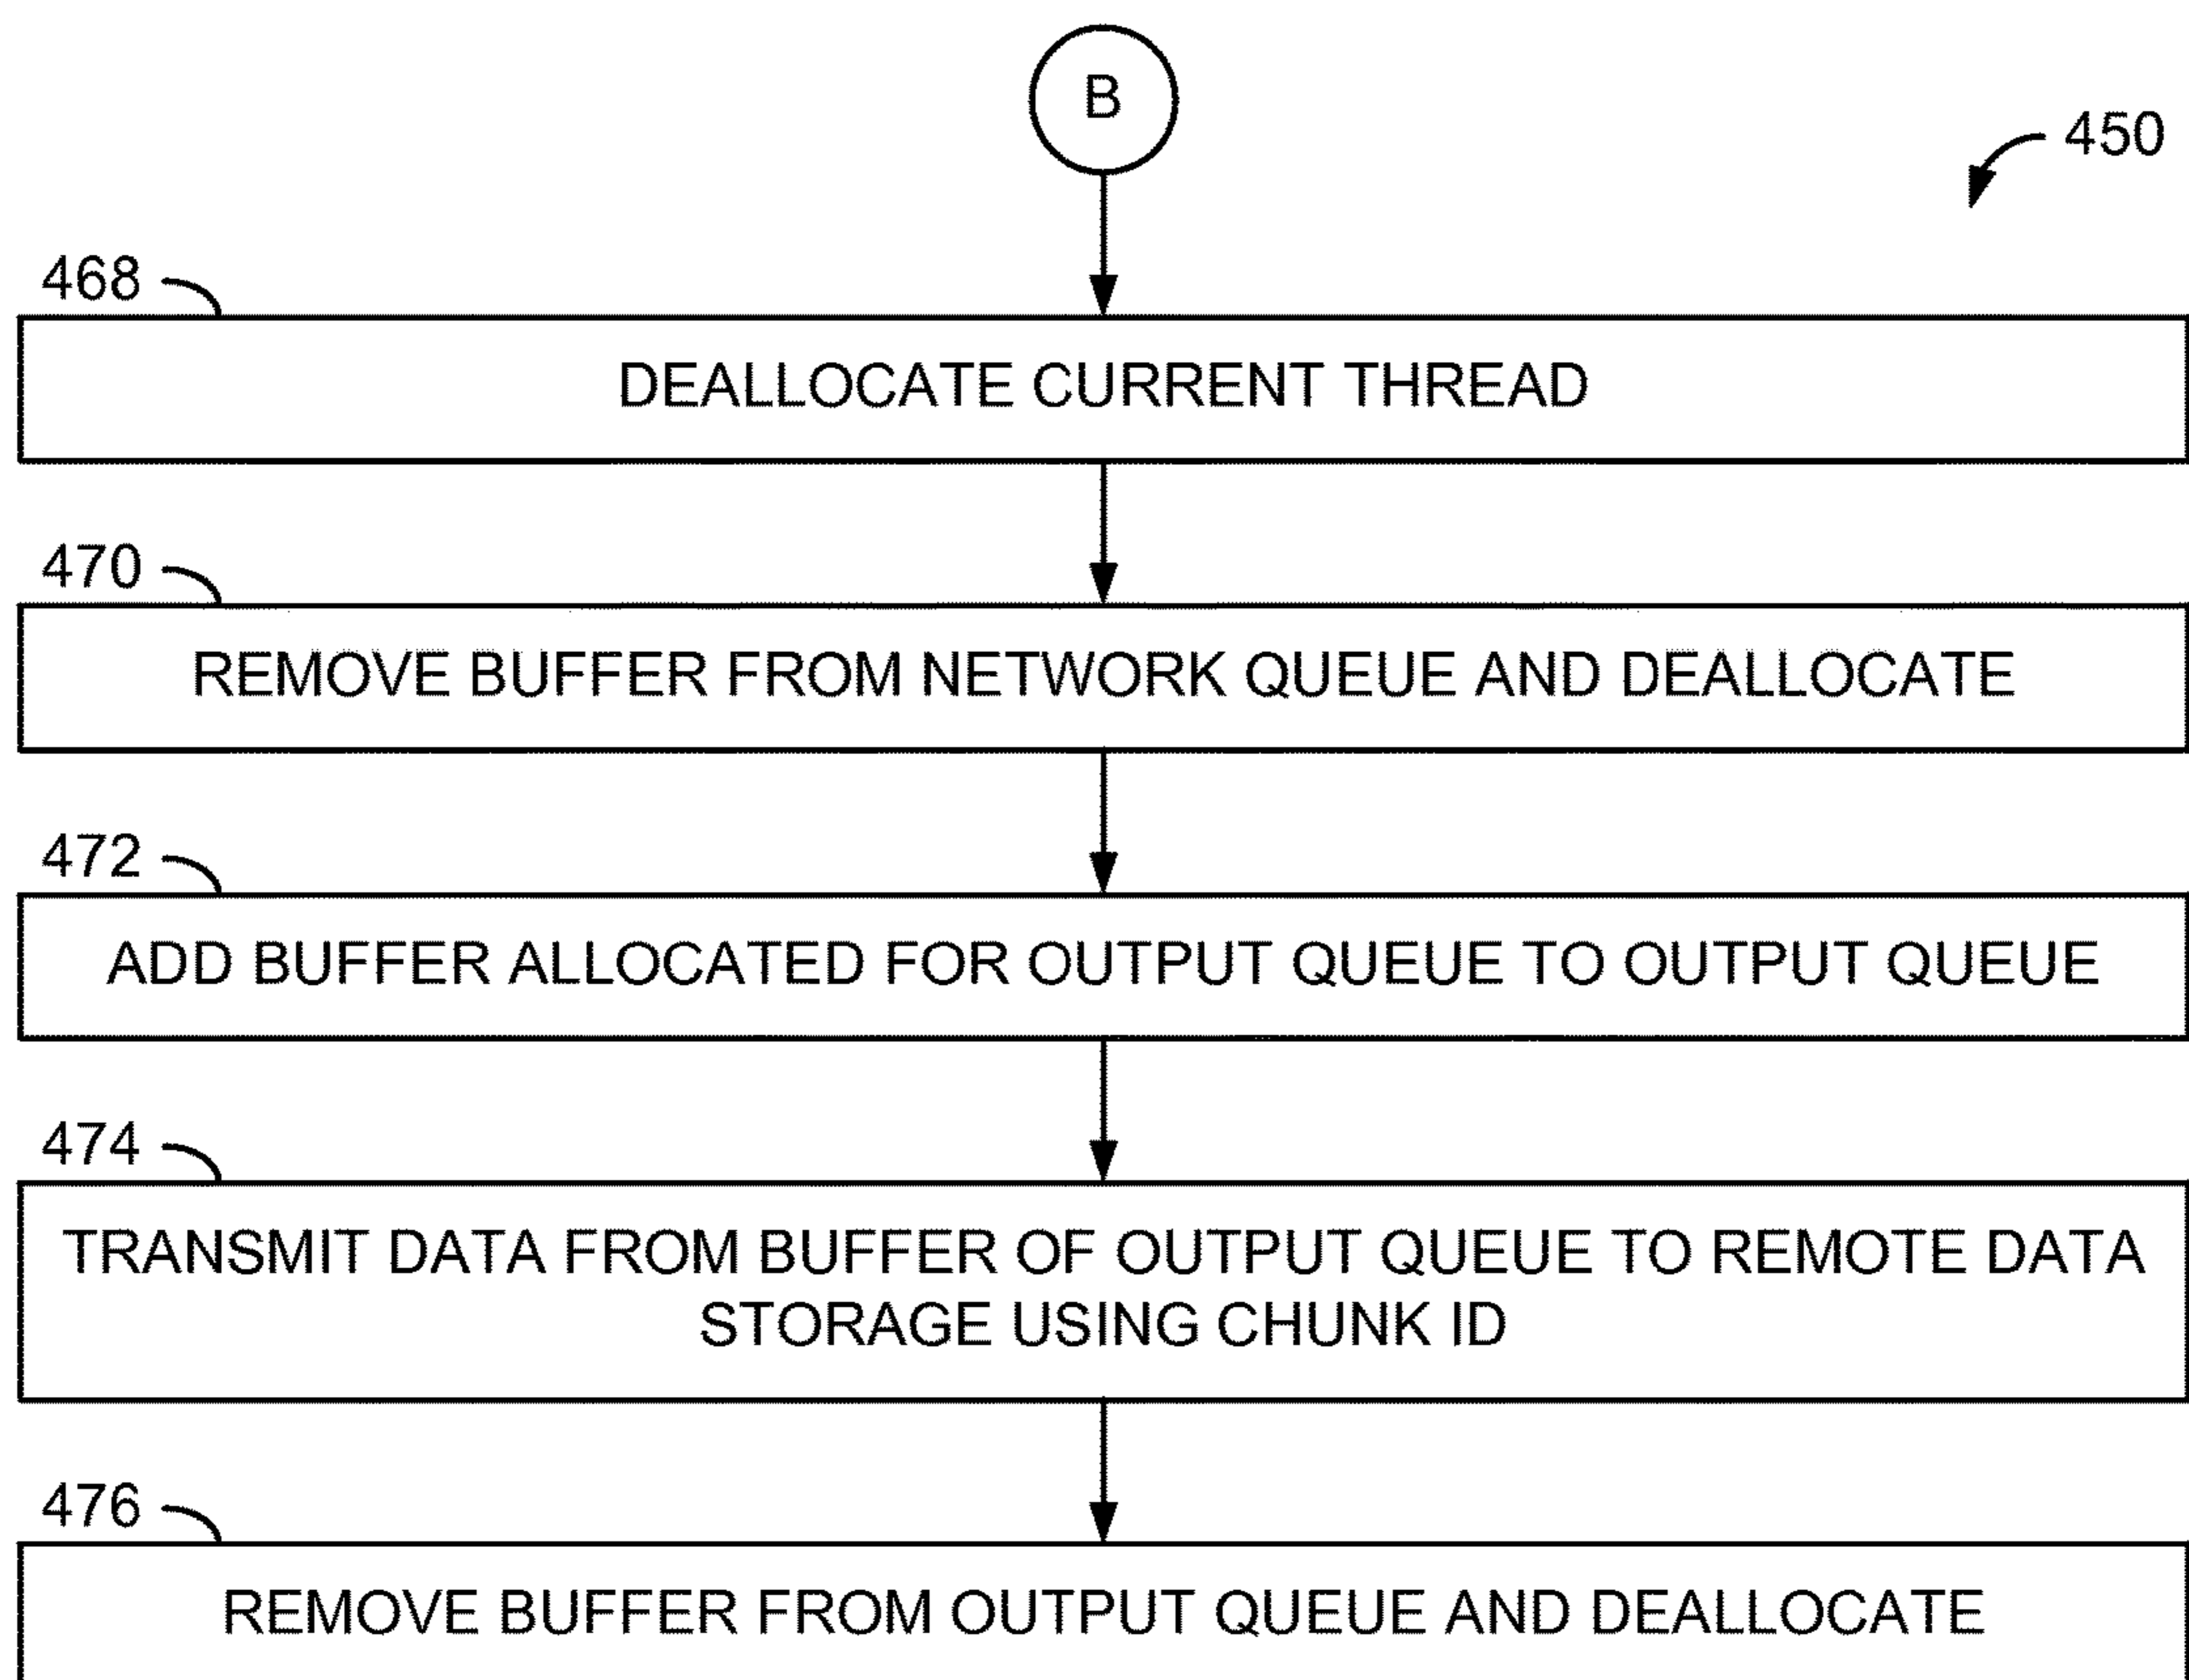 B
450
468
DEALLOCATE CURRENT THREAD
470
REMOVE BUFFER FROM NETWORK QUEUE AND DEALLOCATE
472
ADD BUFFER ALLOCATED FOR OUTPUT QUEUE TO OUTPUT QUEUE
474
TRANSMIT DATA FROM BUFFER OF OUTPUT QUEUE TO REMOTE DATA
STORAGE USING CHUNK ID
476
REMOVE BUFFER FROM OUTPUT QUEUE AND DEALLOCATE